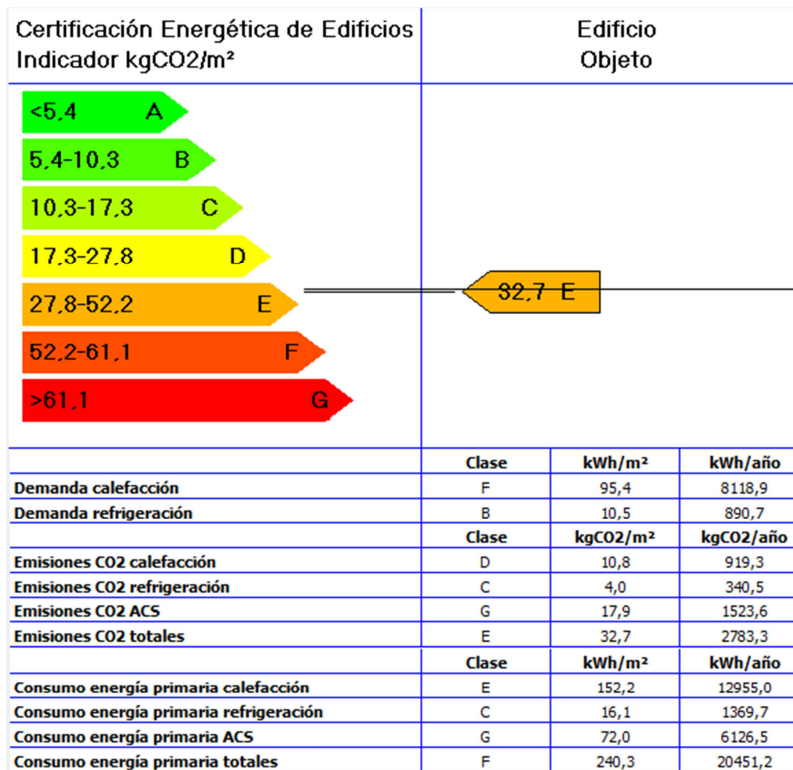 Certificación Energética de Edificios
Indicador kgCO2/m²
Edificio
Objeto
<5,4 A
5,4-10,3 B
10,3-17,3 C
17,3-27,8 D
27,8-52,2 E
32,7 E
52,2-61,1 F
>61,1 G
Clase kWh/m² kWh/año
Demanda calefacción F 95,4 8118,9
Demanda refrigeración B 10,5 890,7
Clase kgCO2/m² kgCO2/año
Emisiones CO2 calefacción D 10,8 919,3
Emisiones CO2 refrigeración C 4,0 340,5
Emisiones CO2 ACS G 17,9 1523,6
Emisiones CO2 totales E 32,7 2783,3
Clase kWh/m² kWh/año
Consumo energía primaria calefacción E 152,2 12955,0
Consumo energía primaria refrigeración C 16,1 1369,7
Consumo energía primaria ACS G 72,0 6126,5
Consumo energía primaria totales F 240,3 20451,2